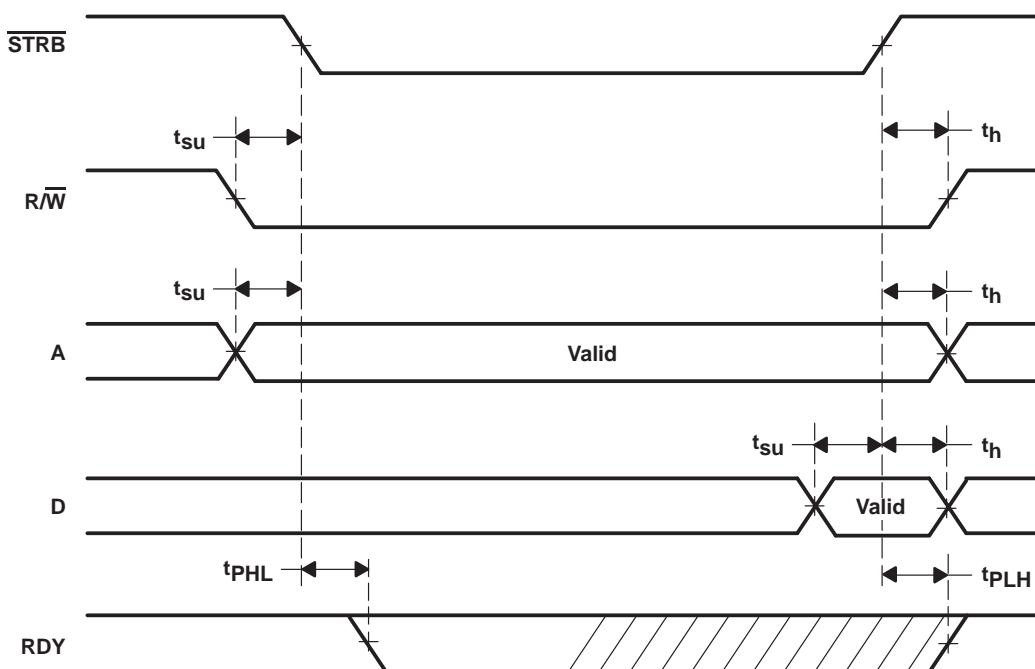 STRB
tsu th
R/W
tsu th
A Valid
tsu th
D Valid
tPHL tPLH
RDY